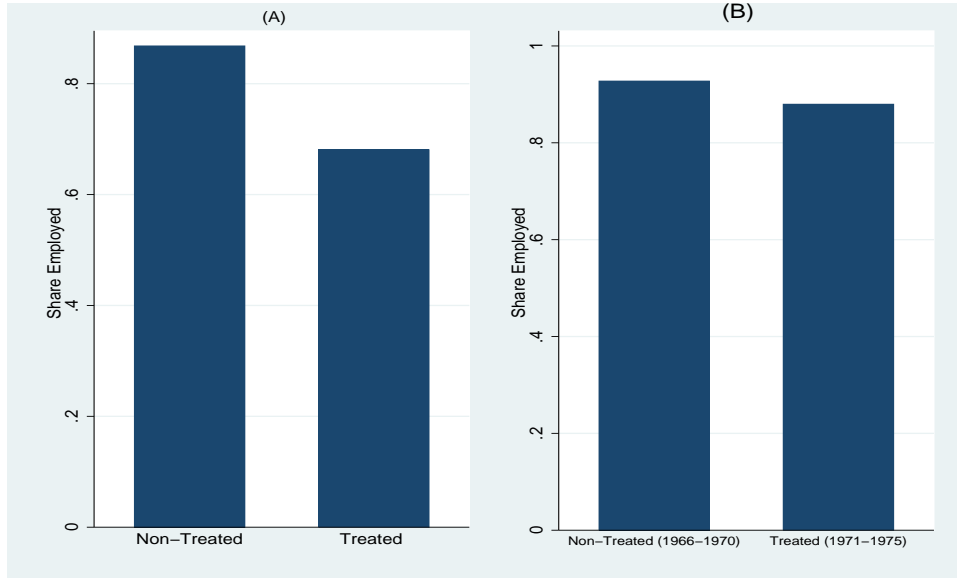 (A)
Share Employed
.8
.6
.4
.2
0
Non−Treated
Treated
(B)
Share Employed
1
.8
.6
.4
.2
0
Non−Treated (1966−1970)
Treated (1971−1975)